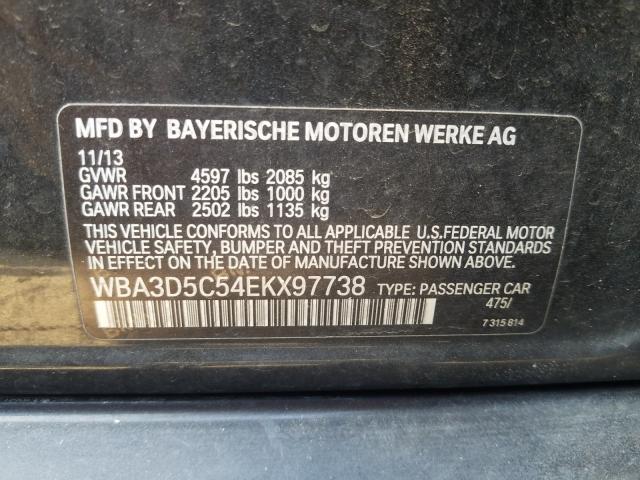 MFD BY BAYERISCHE MOTOREN WERKE AG
11/13
GVWR 4597 lbs 2085 kg
GAWR FRONT 2205 lbs 1000 kg
GAWR REAR 2502 lbs 1135 kg
THIS VEHICLE CONFORMS TO ALL APPLICABLE U.S.FEDERAL MOTOR
VEHICLE SAFETY, BUMPER AND THEFT PREVENTION STANDARDS
IN EFFECT ON THE DATE OF MANUFACTURE SHOWN ABOVE.
WBA3D5C54EKX97738 TYPE: PASSENGER CAR
475/
7 315 814